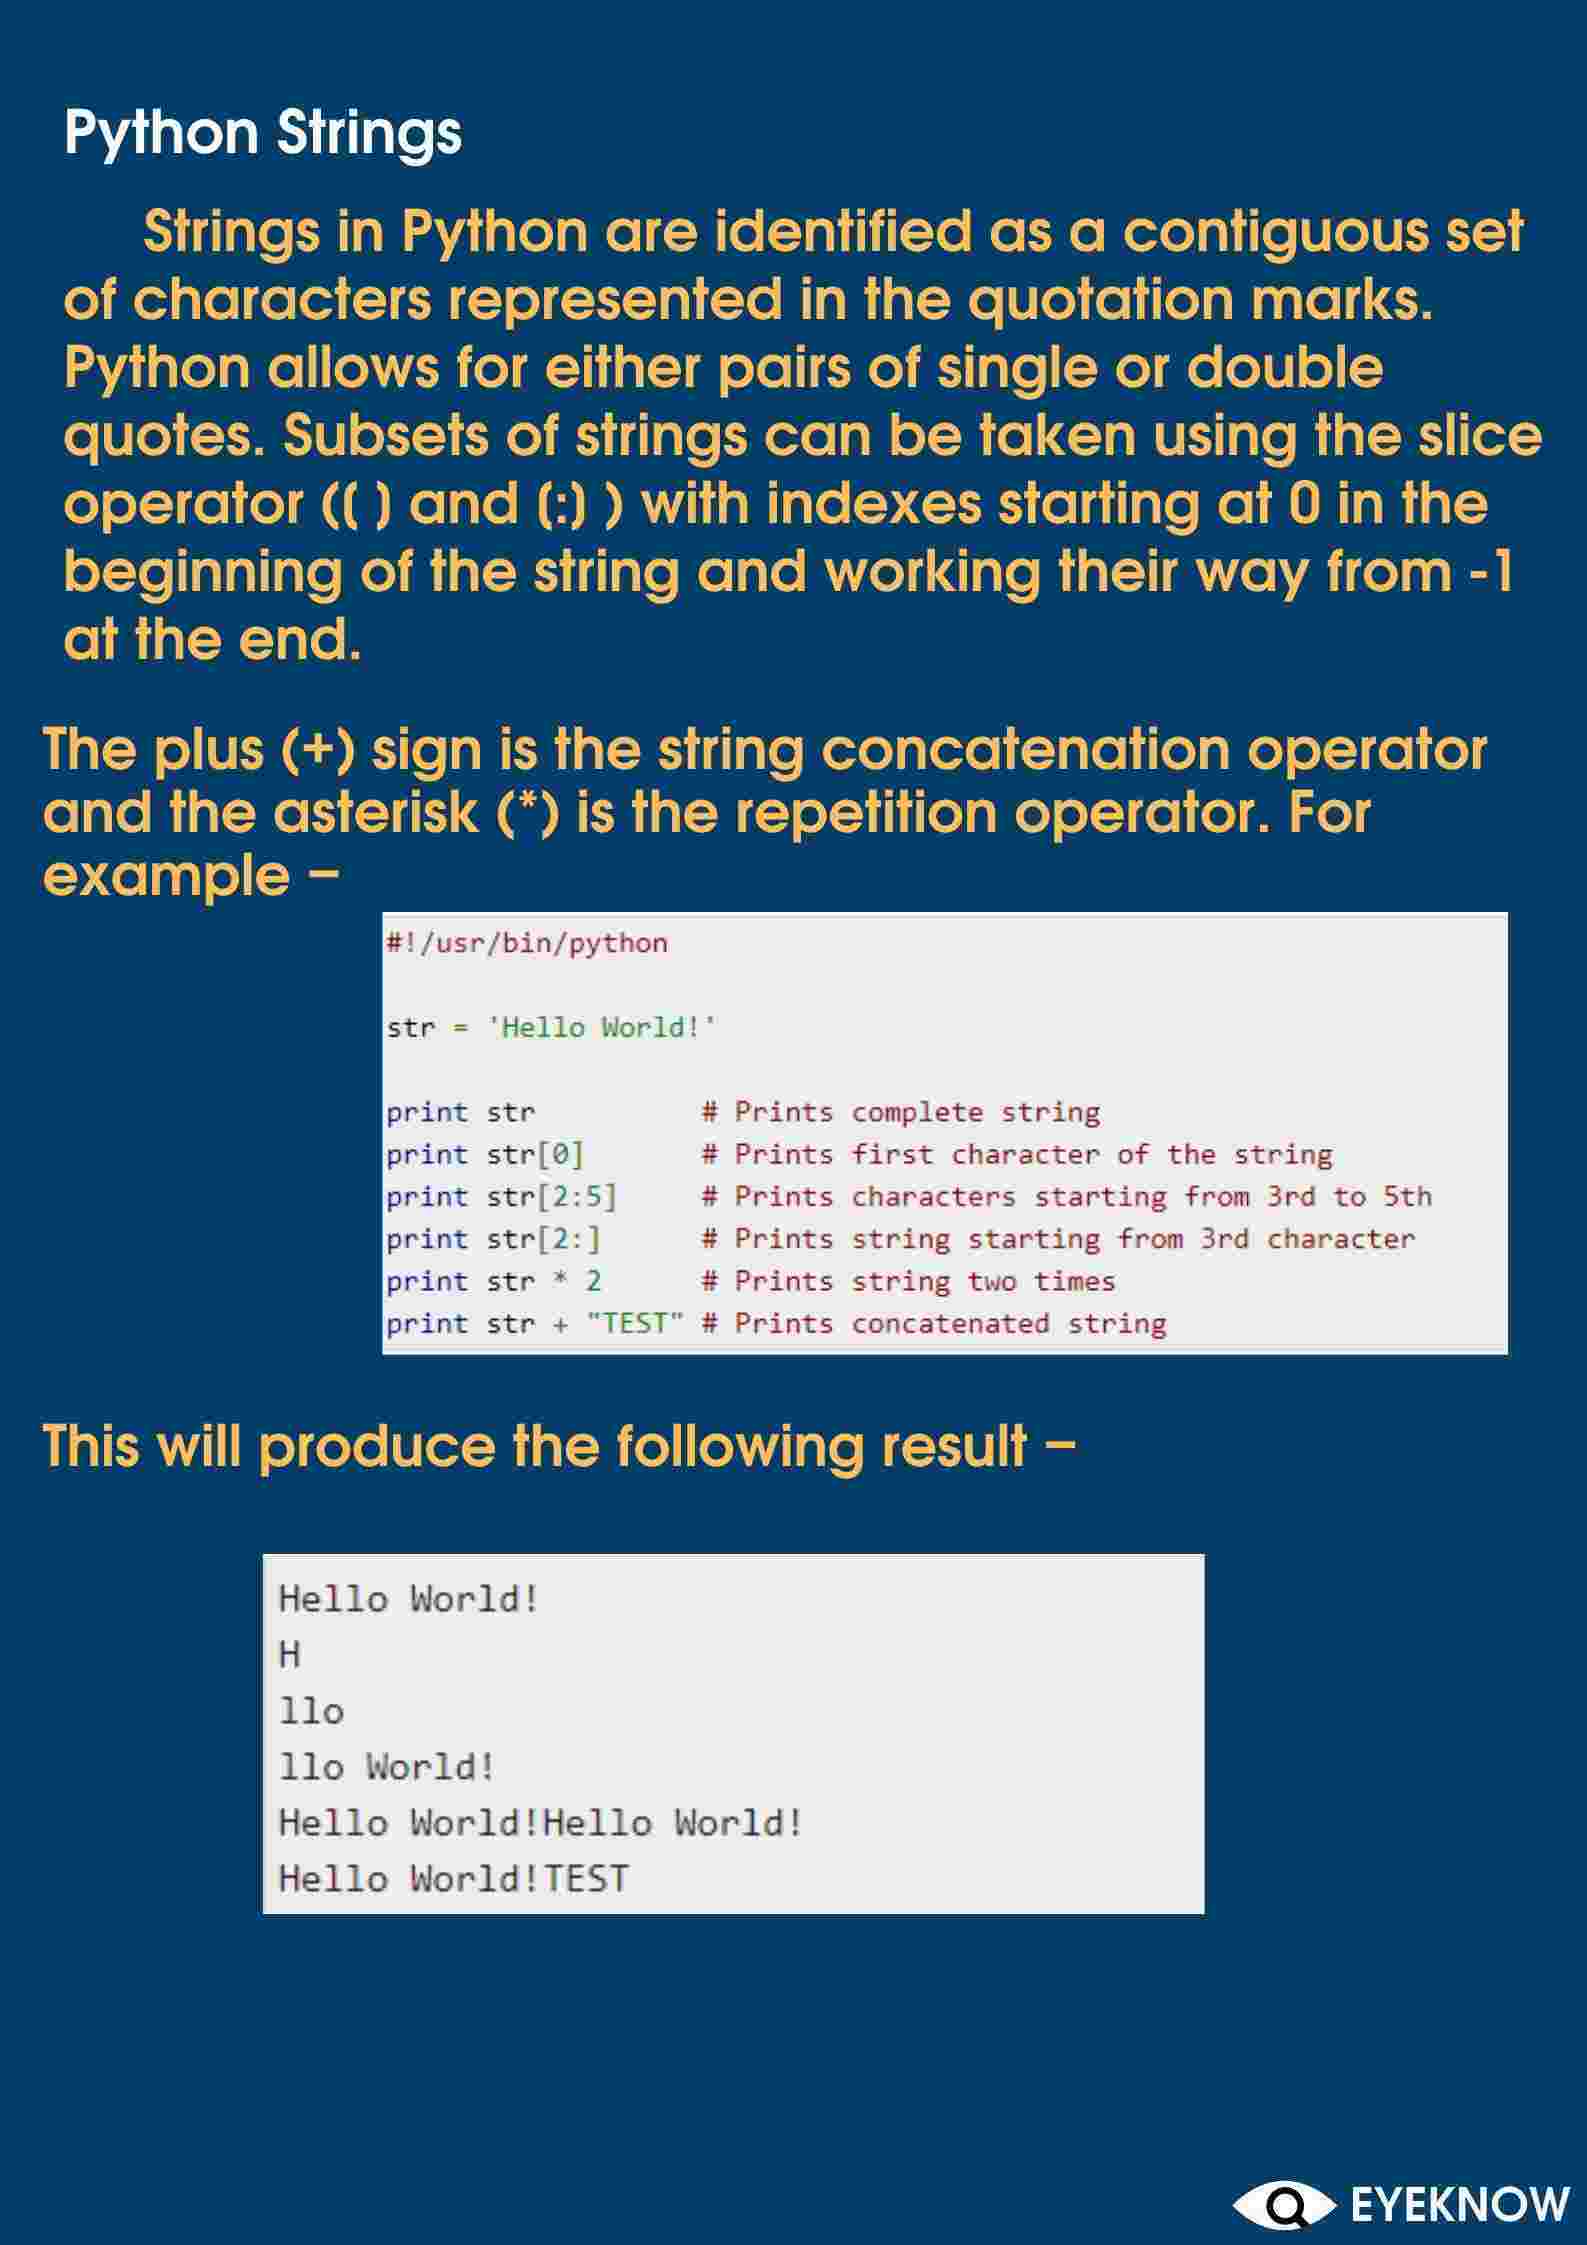 Python Strings
Strings in Python are identified as a contiguous set
of characters represented in the quotation marks.
Python allows for either pairs of single or double
quotes. Subsets of strings can be taken using the slice
operator ([ ] and [:] ) with indexes starting at 0 in the
beginning of the string and working their way from -1
at the end.
The plus (+) sign is the string concatenation operator
and the asterisk (*) is the repetition operator. For
example –
#!/usr/bin/python
str = 'Hello World!'
print str # Prints complete string
print str[0] # Prints first character of the string
print str[2:5] # Prints characters starting from 3rd to 5th
print str[2:] # Prints string starting from 3rd character
print str * 2 # Prints string two times
print str + "TEST" # Prints concatenated string
This will produce the following result –
Hello World!
H
llo
llo World!
Hello World!Hello World!
Hello World!TEST
EYEKNOW